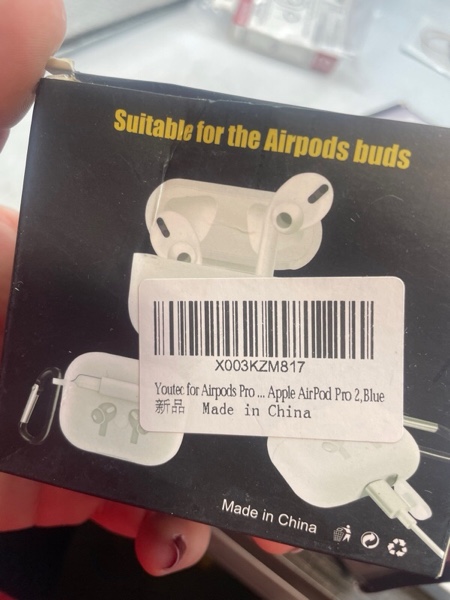 Suitable for the Airpods buds
X003KZM817
Youtec for Airpods Pro ... Apple AirPod Pro 2,Blue
新品 Made in China
Made in China